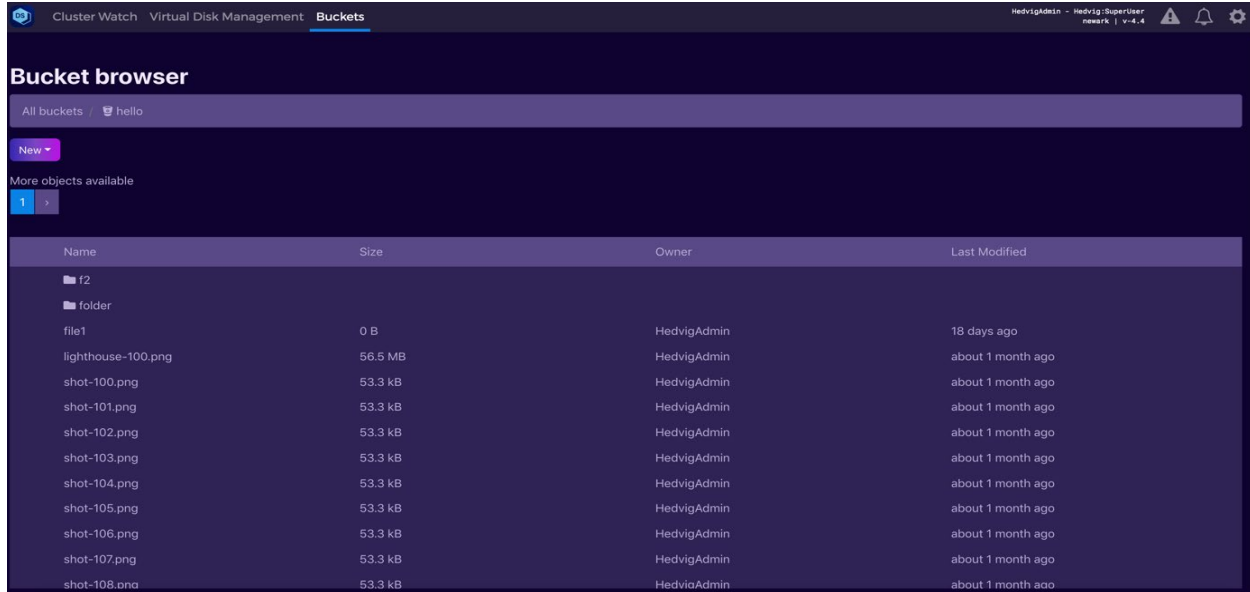 DS Cluster Watch Virtual Disk Management Buckets
HedvigAdmin - Hedvig:SuperUser
newark | v-4.4
Bucket browser
All buckets / hello
New
More objects available
1 ›
Name Size Owner Last Modified
f2
folder
file1 0 B HedvigAdmin 18 days ago
lighthouse-100.png 56.5 MB HedvigAdmin about 1 month ago
shot-100.png 53.3 kB HedvigAdmin about 1 month ago
shot-101.png 53.3 kB HedvigAdmin about 1 month ago
shot-102.png 53.3 kB HedvigAdmin about 1 month ago
shot-103.png 53.3 kB HedvigAdmin about 1 month ago
shot-104.png 53.3 kB HedvigAdmin about 1 month ago
shot-105.png 53.3 kB HedvigAdmin about 1 month ago
shot-106.png 53.3 kB HedvigAdmin about 1 month ago
shot-107.png 53.3 kB HedvigAdmin about 1 month ago
shot-108.png 53.3 kB HedvigAdmin about 1 month ago